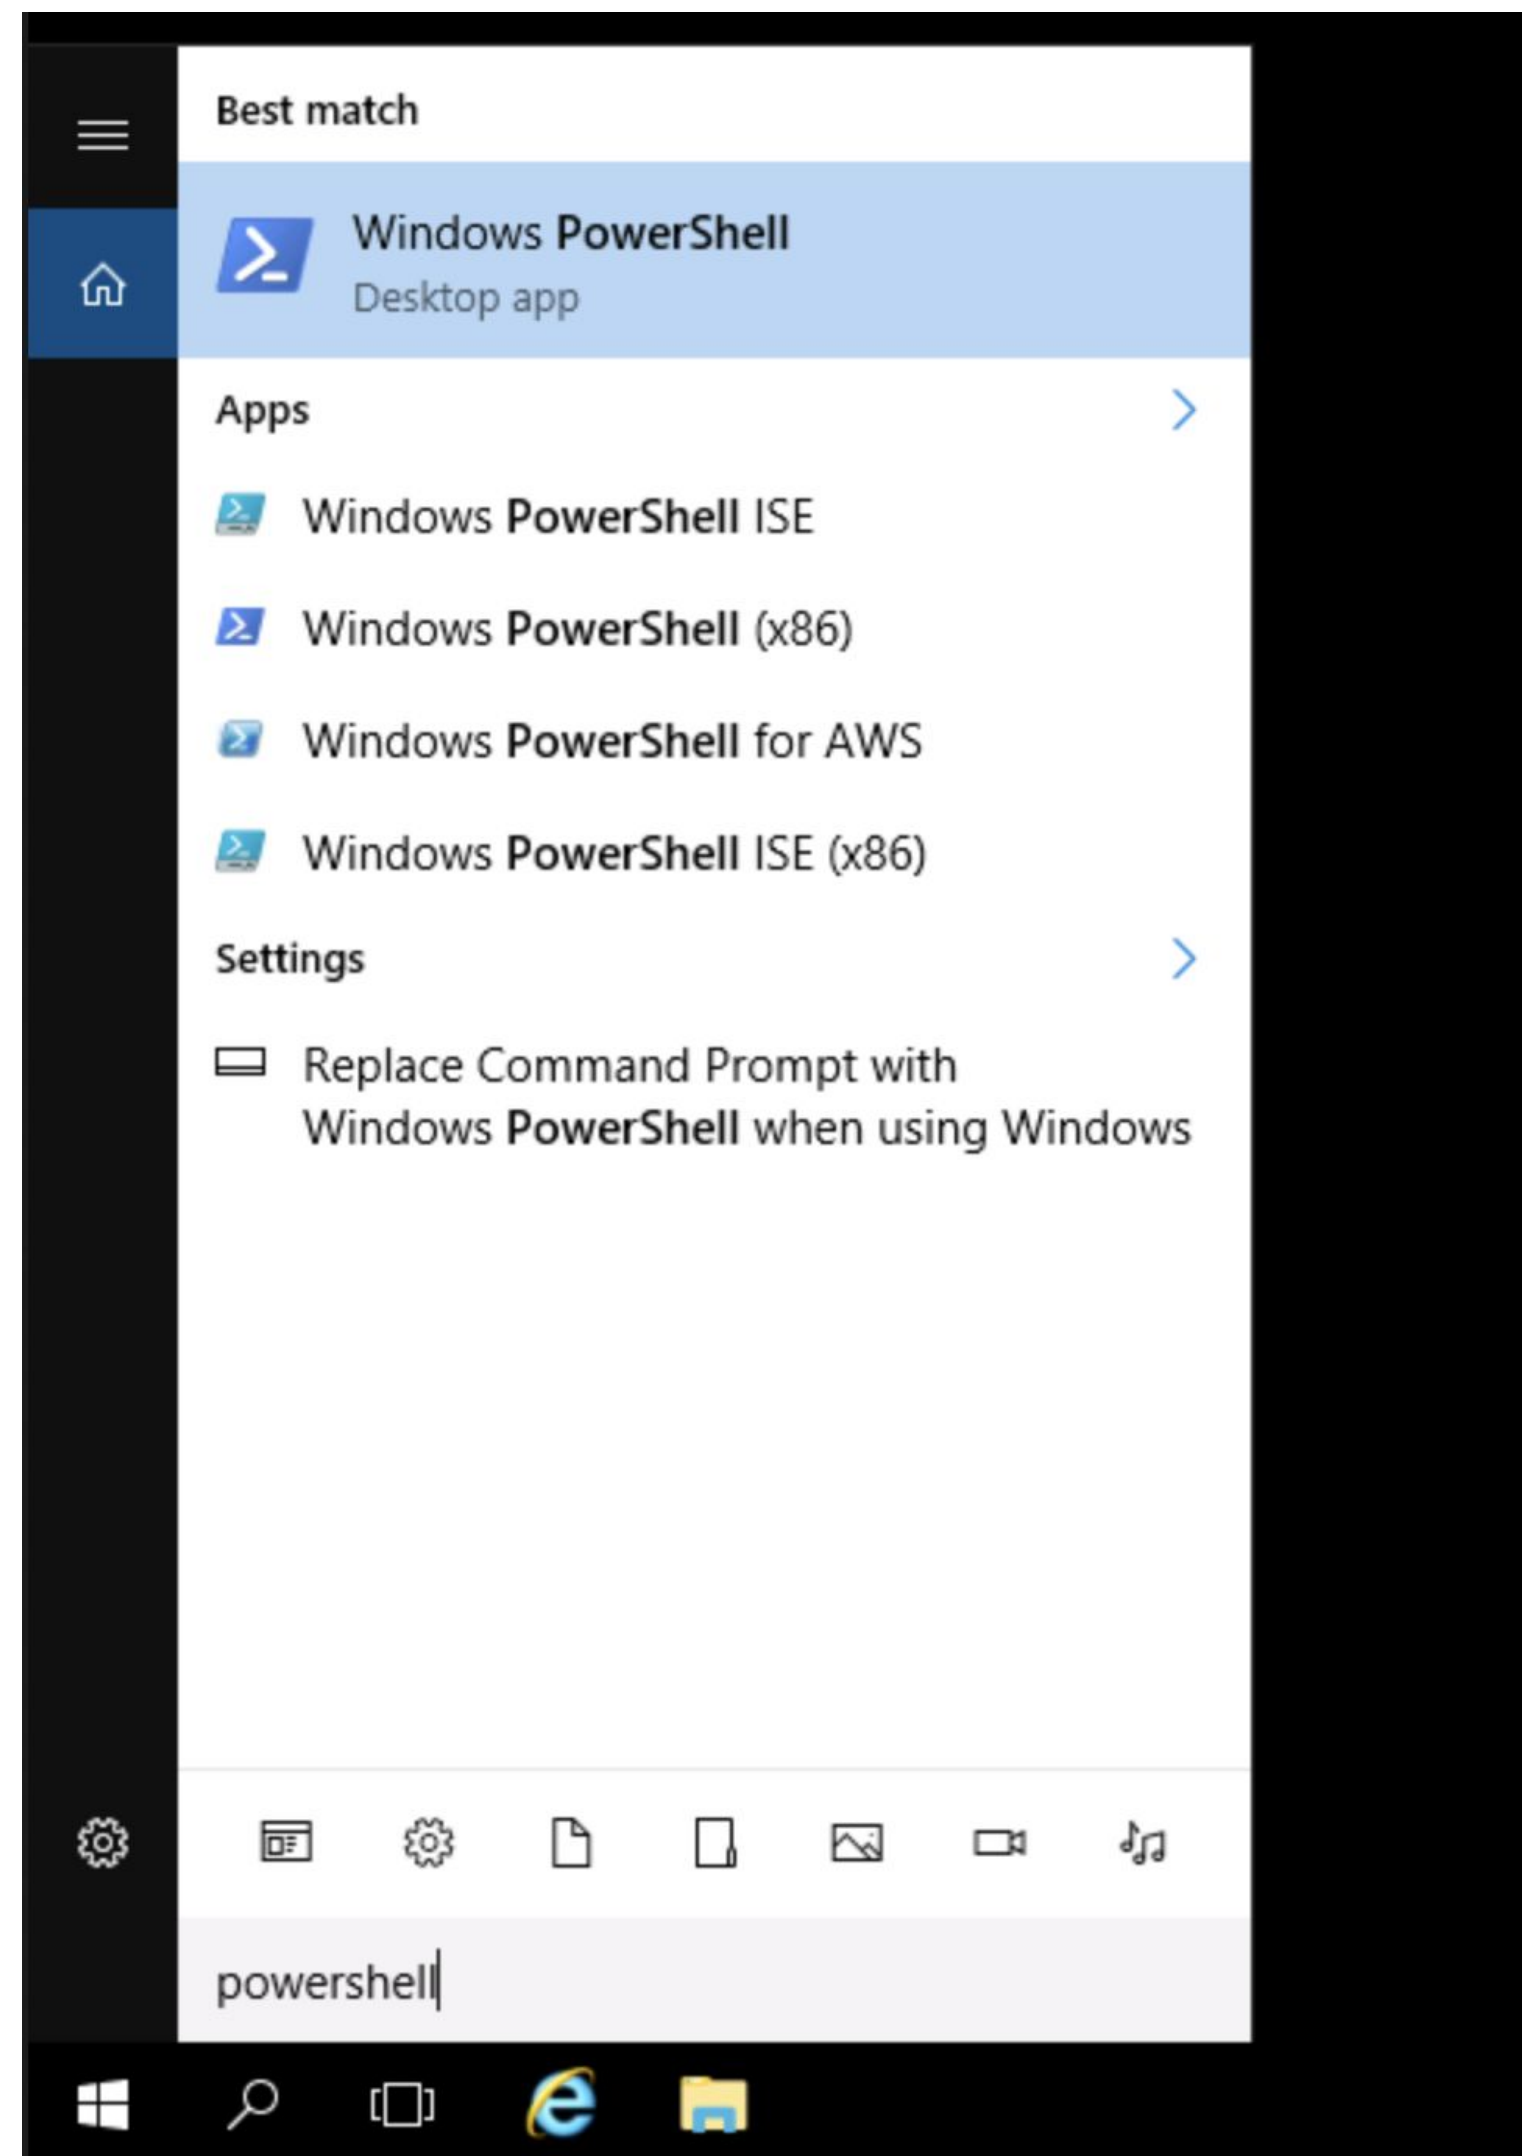 Best match
Windows PowerShell
Desktop app
Apps
Windows PowerShell ISE
Windows PowerShell (x86)
Windows PowerShell for AWS
Windows PowerShell ISE (x86)
Settings
Replace Command Prompt with
Windows PowerShell when using Windows
powershell